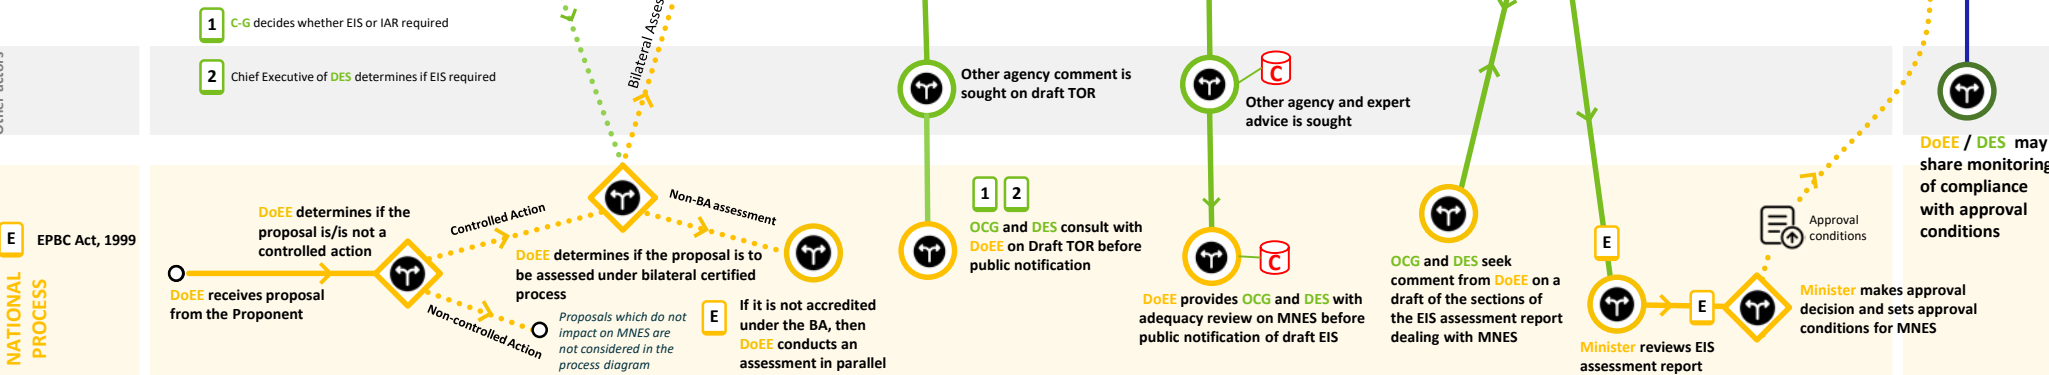 1 C-G decides whether EIS or IAR required
2 Chief Executive of DES determines if EIS required
Other actors
Bilateral Asses
Other agency comment is
sought on draft TOR
C
Other agency and expert
advice is sought
DoEE / DES may
share monitoring
of compliance
with approval
conditions
E EPBC Act, 1999
NATIONAL
PROCESS
DoEE receives proposal
from the Proponent
DoEE determines if the
proposal is/is not a
controlled action
Controlled Action
Non-controlled Action
Proposals which do not
impact on MNES are
not considered in the
process diagram
DoEE determines if the proposal is to
be assessed under bilateral certified
process
Non-BA assessment
E
If it is not accredited
under the BA, then
DoEE conducts an
assessment in parallel
1 2
OCG and DES consult with
DoEE on Draft TOR before
public notification
C
DoEE provides OCG and DES with
adequacy review on MNES before
public notification of draft EIS
OCG and DES seek
comment from DoEE on a
draft of the sections of
the EIS assessment report
dealing with MNES
E
Minister reviews EIS
assessment report
E
Approval
conditions
Minister makes approval
decision and sets approval
conditions for MNES